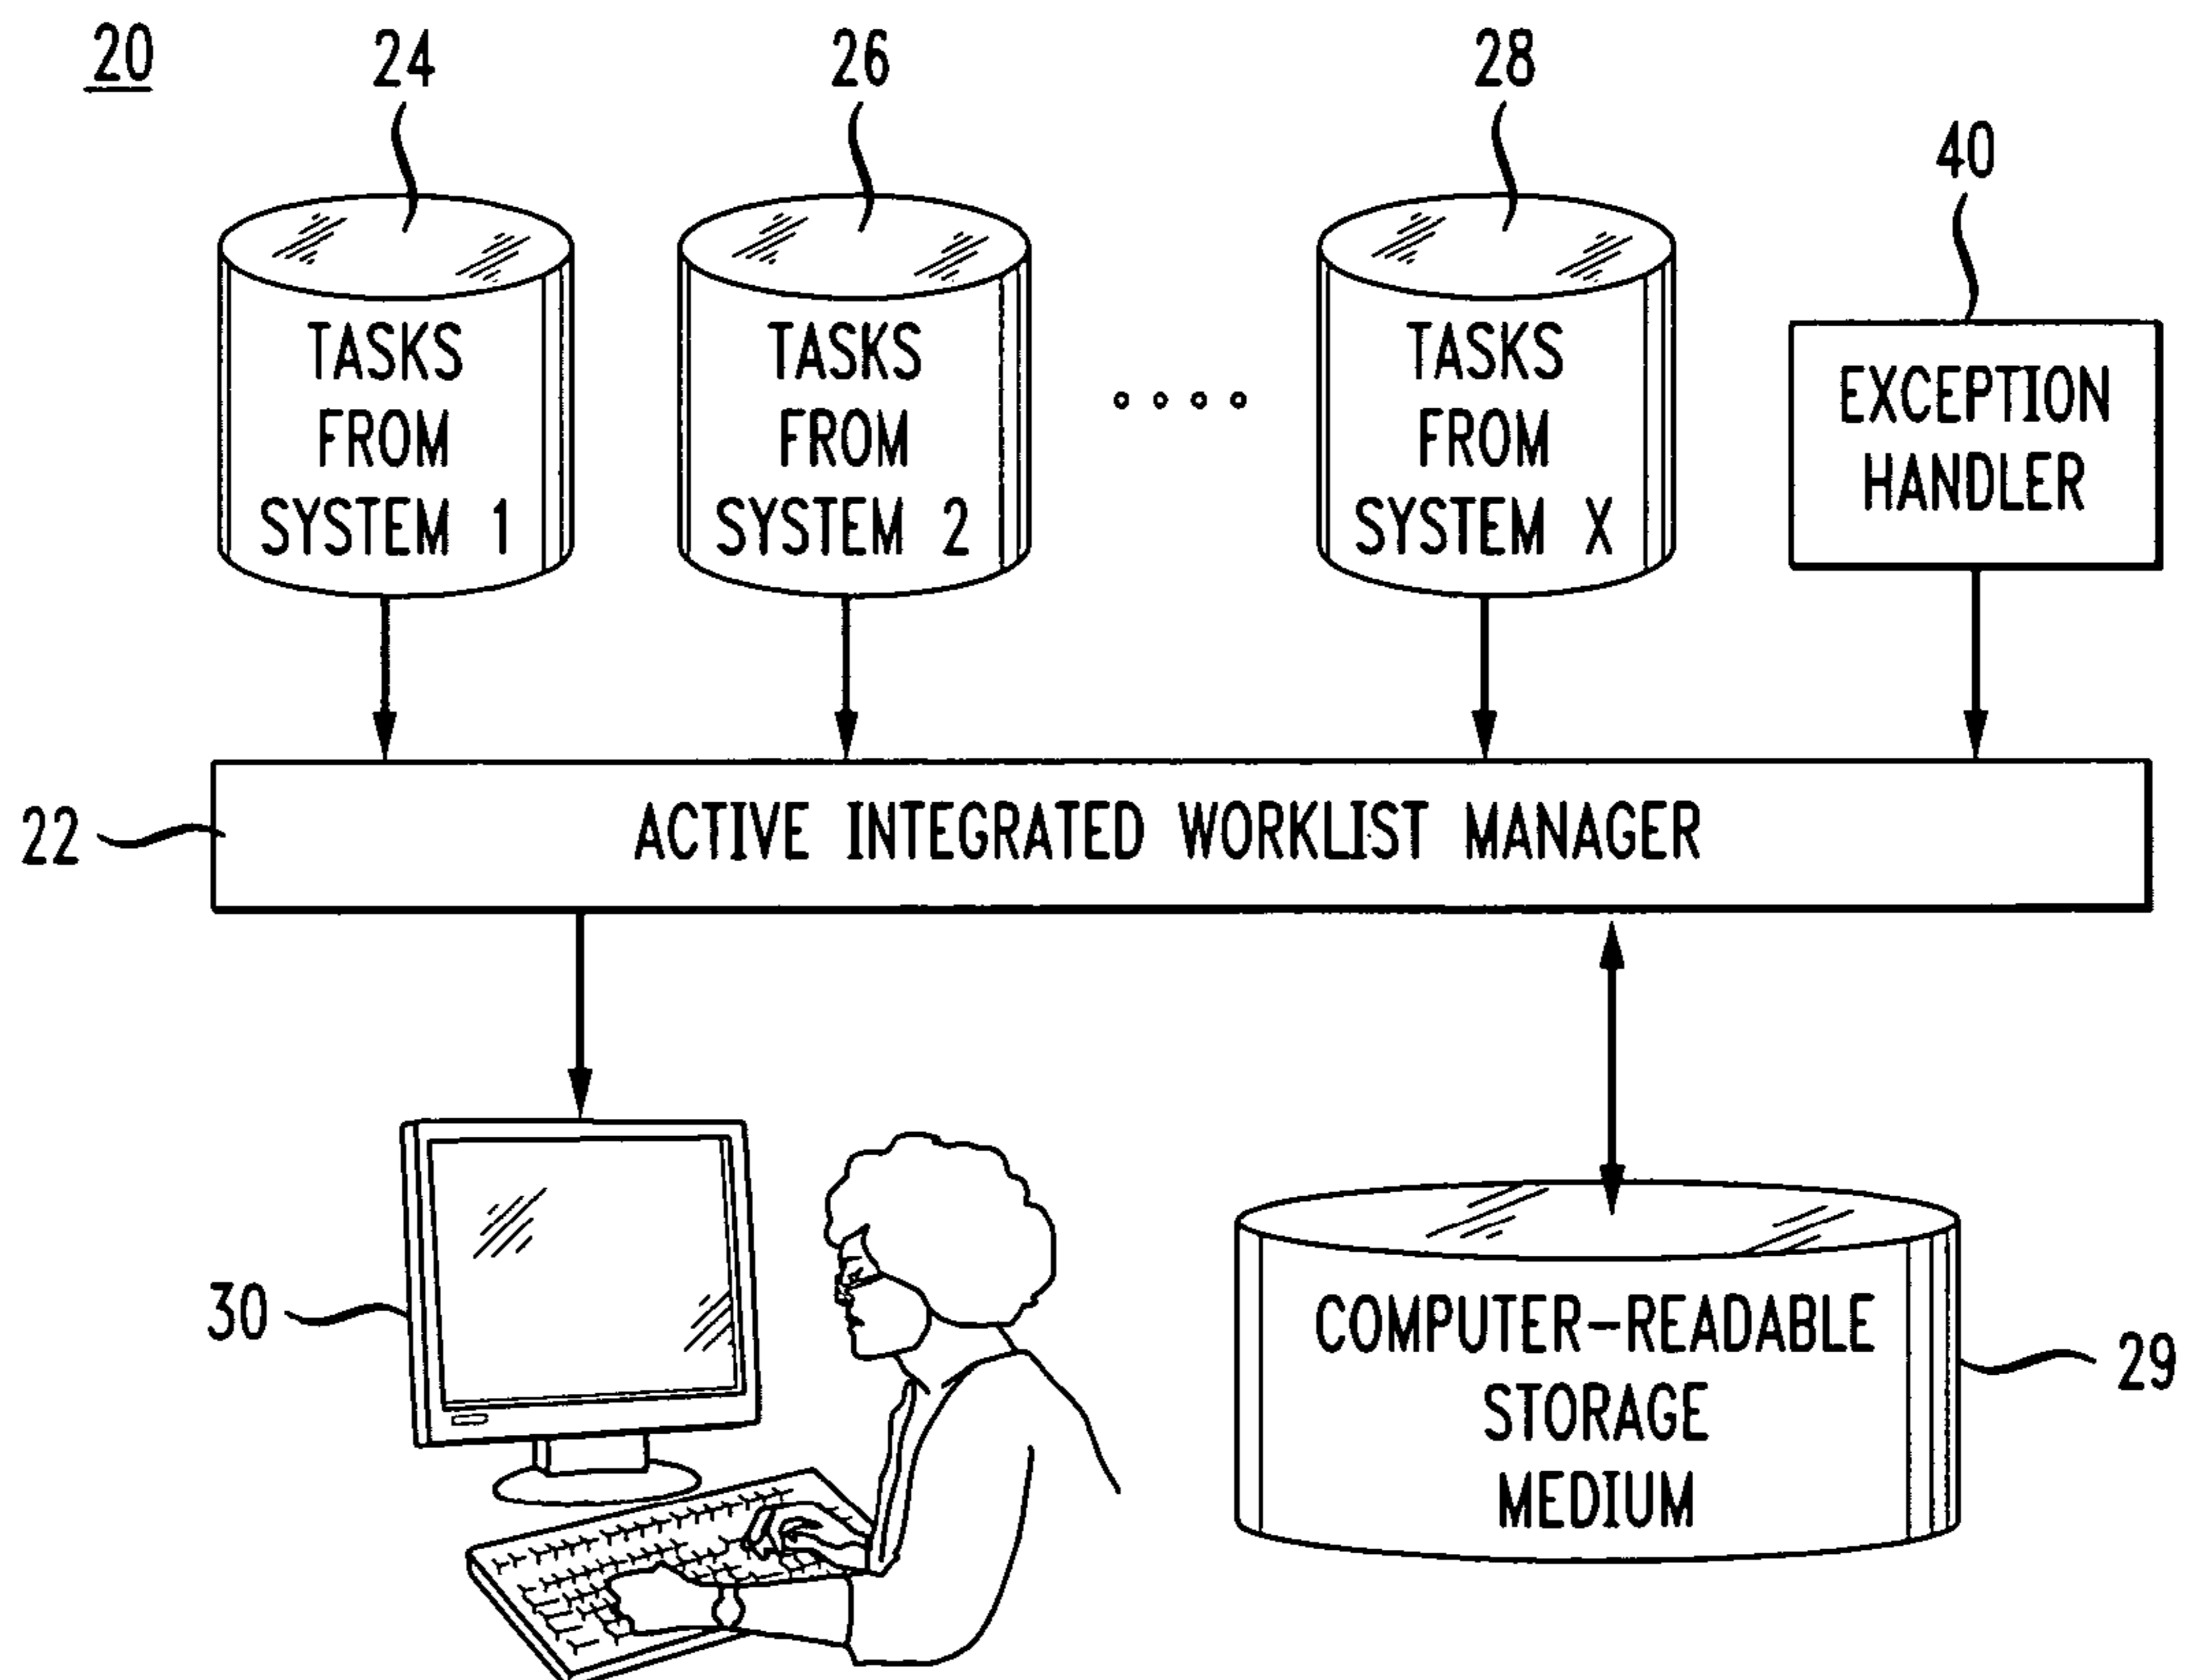 20
24
26
28
40
TASKS
FROM
SYSTEM 1
TASKS
FROM
SYSTEM 2
TASKS
FROM
SYSTEM X
EXCEPTION
HANDLER
22
ACTIVE INTEGRATED WORKLIST MANAGER
30
COMPUTER-READABLE
STORAGE
MEDIUM
29